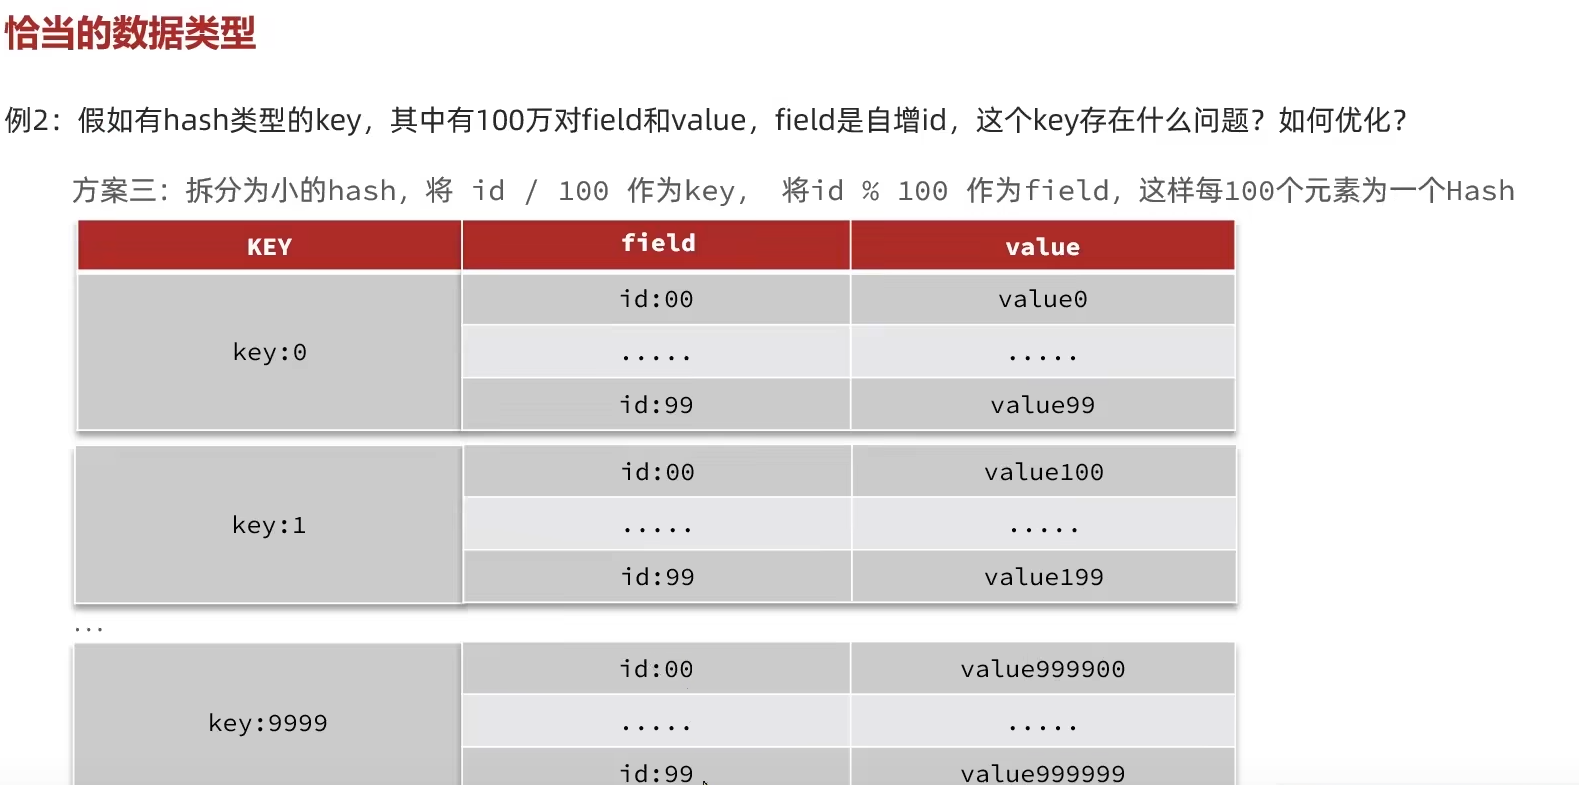 恰当的数据类型
例2：假如有hash类型的key，其中有100万对field和value，field是自增id，这个key存在什么问题？如何优化？
方案三：拆分为小的hash，将 id / 100 作为key， 将id % 100 作为field，这样每100个元素为一个Hash
KEY field value
id:00 value0
key:0 ..... .....
id:99 value99
id:00 value100
key:1 ..... .....
id:99 value199
...
id:00 value999900
key:9999 ..... .....
id:99 value999999